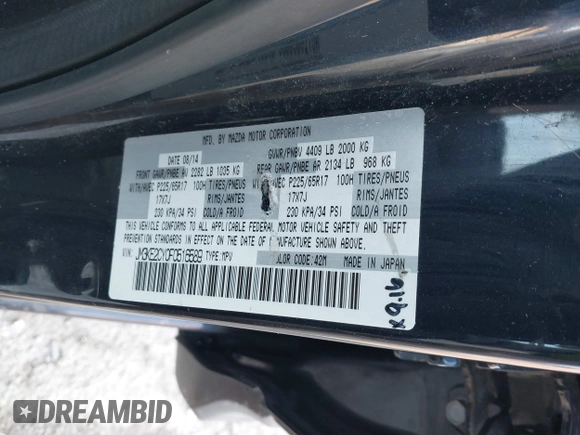 MFD. BY MAZDA MOTOR CORPORATION
DATE 08/14 GVWR/PNBV 4409 LB 2000 KG
FRONT GAWR/PNBE AV 2282 LB 1035 KG REAR GAWR/PNBE AR 2134 LB 968 KG
WITH/AVEC P225/65R17 100H TIRES/PNEUS WITH/AVEC P225/65R17 100H TIRES/PNEUS
17X7J RIMS/JANTES 17X7J RIMS/JANTES
230 KPA/34 PSI COLD/A FROID 230 KPA/34 PSI COLD/A FROID
THIS VEHICLE CONFORMS TO ALL APPLICABLE FEDERAL MOTOR VEHICLE SAFETY, BUMPER, AND THEFT
PREVENTION STANDARDS IN EFFECT ON THE DATE OF MANUFACTURE SHOWN ABOVE.
VIN: TYPE: MPV COLOR CODE: 42M MADE IN JAPAN
x9.16
DREAMBID